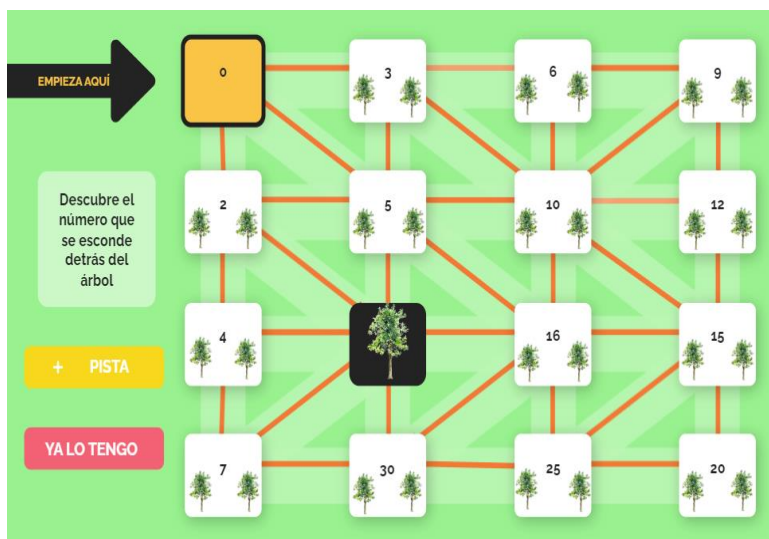 EMPIEZA AQUÍ
0
3
6
9
Descubre el
número que
se esconde
detrás del
árbol
2
5
10
12
4
16
15
+ PISTA
YA LO TENGO
7
30
25
20